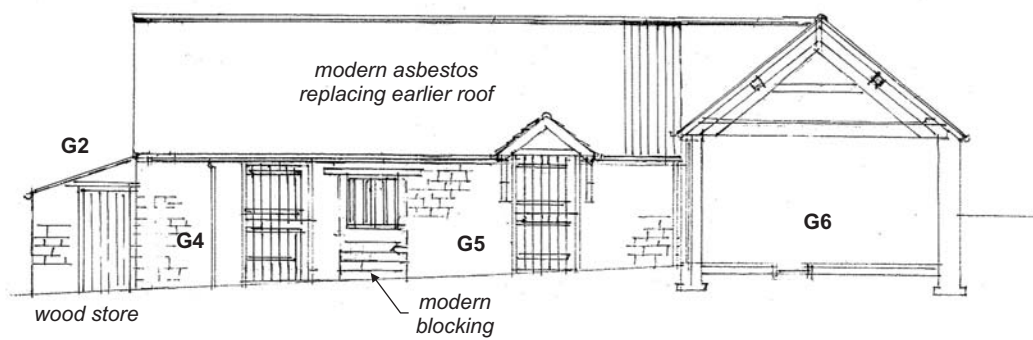 modern asbestos
replacing earlier roof
G2
G4
G5
G6
wood store
modern
blocking